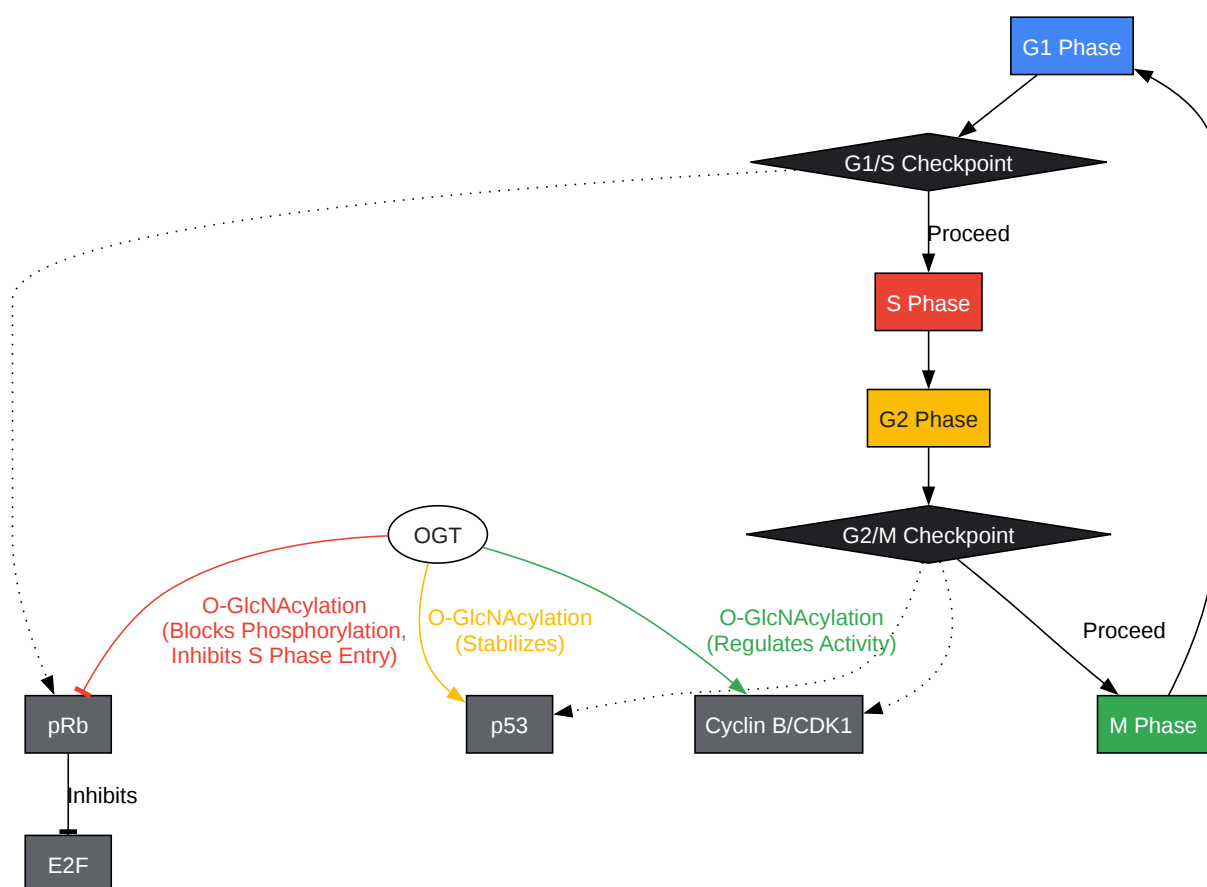 G1 Phase
G1/S Checkpoint
Proceed
S Phase
G2 Phase
OGT
G2/M Checkpoint
O-GlcNAcylation
(Blocks Phosphorylation,
Inhibits S Phase Entry)
O-GlcNAcylation
(Stabilizes)
O-GlcNAcylation
(Regulates Activity)
Proceed
pRb
p53
Cyclin B/CDK1
M Phase
Inhibits
E2F